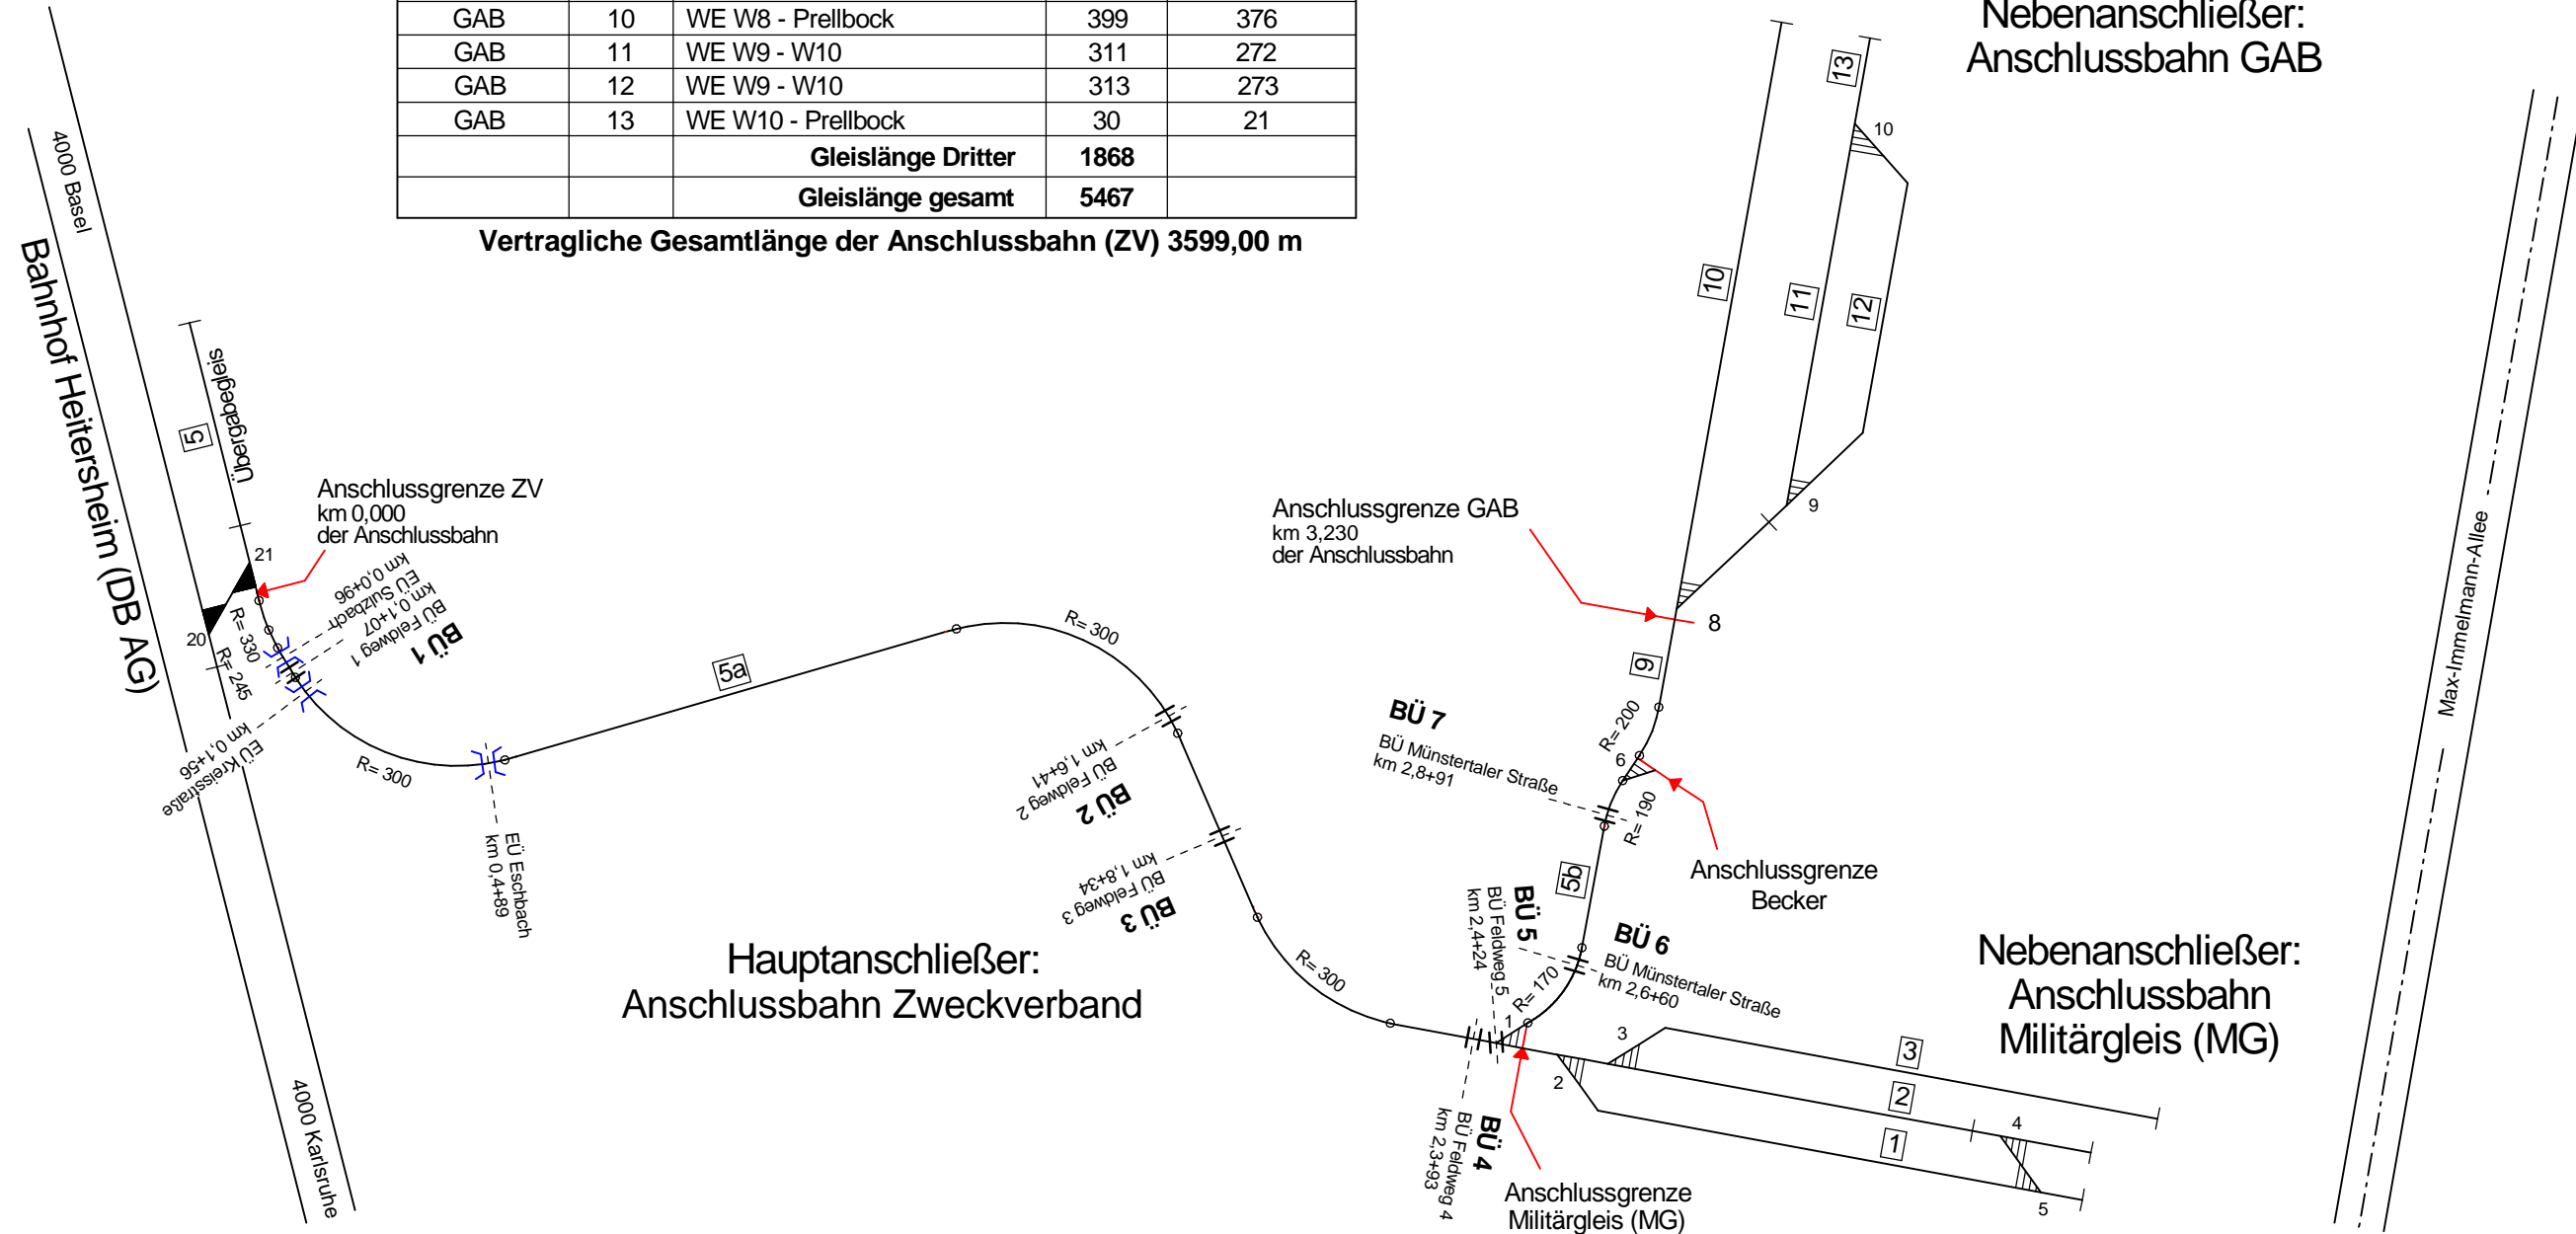 GAB 10 WE W8 - Prellbock 399 376
GAB 11 WE W9 - W10 311 272
GAB 12 WE W9 - W10 313 273
GAB 13 WE W10 - Prellbock 30 21
Gleislänge Dritter 1868
Gleislänge gesamt 5467
Vertragliche Gesamtlänge der Anschlussbahn (ZV) 3599,00 m
Nebenanschließer:
Anschlussbahn GAB
4000 Basel
Bahnhof Heitersheim (DB AG)
4000 Karlsruhe
Übergabegleis
5
Anschlussgrenze ZV
km 0,000
der Anschlussbahn
21
20
R= 330
R= 245
EÜ Sulzbach
km 0,0+96
BÜ 1
BÜ Feldweg 1
km 0,1+07
EÜ Kreisstraße
km 0,1+56
R= 300
EÜ Eschbach
km 0,4+89
5a
R= 300
BÜ 2
BÜ Feldweg 2
km 1,6+41
BÜ 3
BÜ Feldweg 3
km 1,8+34
Hauptanschließer:
Anschlussbahn Zweckverband
R= 300
BÜ 4
BÜ Feldweg 4
km 2,3+93
BÜ 5
BÜ Feldweg 5
km 2,4+24
1
R= 170
BÜ 6
BÜ Münstertaler Straße
km 2,6+60
5b
BÜ 7
BÜ Münstertaler Straße
km 2,8+91
R= 190
6
R= 200
9
Anschlussgrenze
Becker
Anschlussgrenze GAB
km 3,230
der Anschlussbahn
8
9
10
10
11
12
13
Anschlussgrenze
Militärgleis (MG)
2
3
3
2
1
4
5
Nebenanschließer:
Anschlussbahn
Militärgleis (MG)
Max-Immelmann-Allee